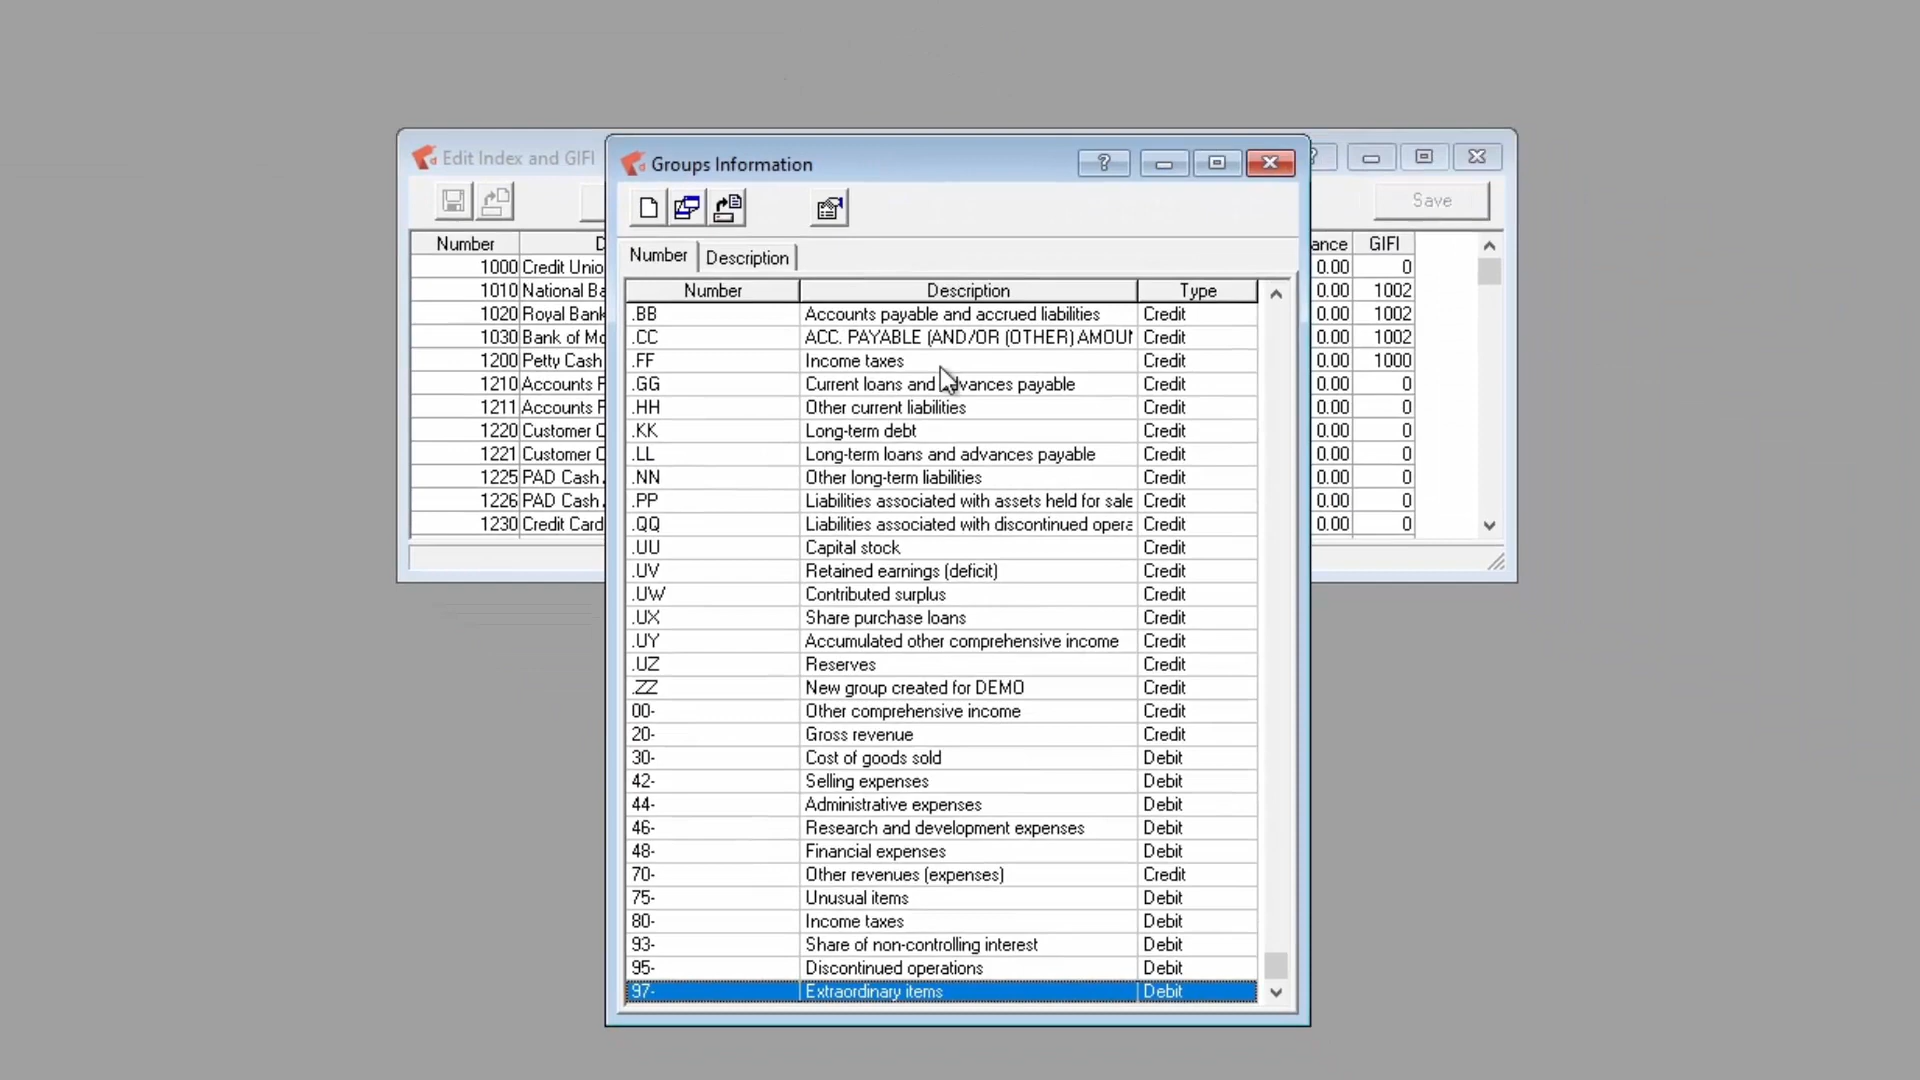 Edit Index and GIFI
Groups Information
?
Save
Number
1000 Credit Unio
1010 National Ba
1020 Royal Bank
1030 Bank of Mo
1200 Petty Cash
1210 Accounts
1211 Accounts
1220 Customer
1221 Customer
1225 PAD Cash
1226 PAD Cash
1230 Credit Card
Number Description
Number Description Type
.BB Accounts payable and accrued liabilities Credit
.CC ACC. PAYABLE (AND/OR (OTHER) AMOUN Credit
.FF Income taxes Credit
.GG Current loans and advances payable Credit
.HH Other current liabilities Credit
.KK Long-term debt Credit
.LL Long-term loans and advances payable Credit
.NN Other long-term liabilities Credit
.PP Liabilities associated with assets held for sale Credit
.QQ Liabilities associated with discontinued opera Credit
.UU Capital stock Credit
.UV Retained earnings (deficit) Credit
.UW Contributed surplus Credit
.UX Share purchase loans Credit
.UY Accumulated other comprehensive income Credit
.UZ Reserves Credit
.ZZ New group created for DEMO Credit
00- Other comprehensive income Credit
20- Gross revenue Credit
30- Cost of goods sold Debit
42- Selling expenses Debit
44- Administrative expenses Debit
46- Research and development expenses Debit
48- Financial expenses Debit
70- Other revenues (expenses) Credit
75- Unusual items Debit
80- Income taxes Debit
93- Share of non-controlling interest Debit
95- Discontinued operations Debit
97- Extraordinary items Debit
ance GIFI
0.00 0
0.00 1002
0.00 1002
0.00 1002
0.00 1000
0.00 0
0.00 0
0.00 0
0.00 0
0.00 0
0.00 0
0.00 0